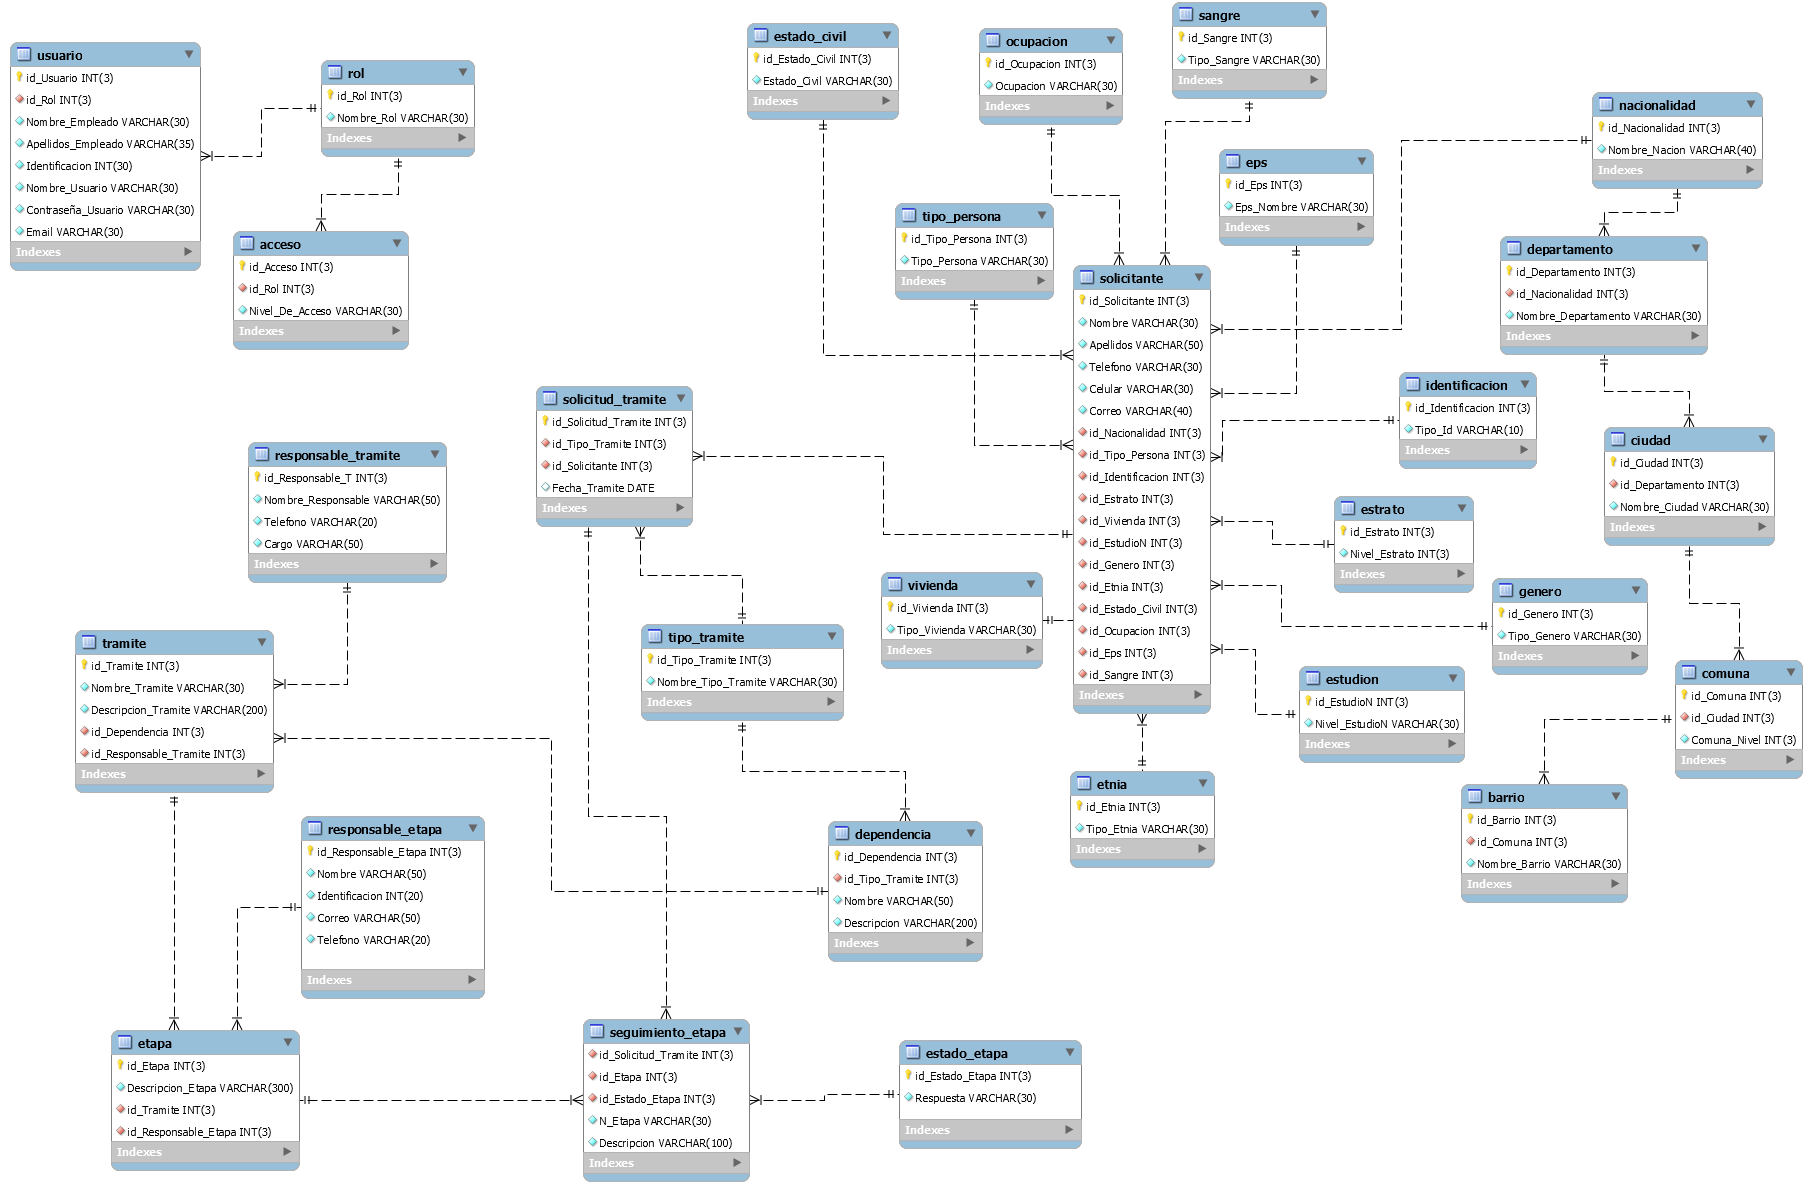 usuario
id_Usuario INT(3)
id_Rol INT(3)
Nombre_Empleado VARCHAR(30)
Apellidos_Empleado VARCHAR(35)
Identificacion INT(30)
Nombre_Usuario VARCHAR(30)
Contraseña_Usuario VARCHAR(30)
Email VARCHAR(30)
Indexes
rol
id_Rol INT(3)
Nombre_Rol VARCHAR(30)
Indexes
acceso
id_Acceso INT(3)
id_Rol INT(3)
Nivel_De_Acceso VARCHAR(30)
Indexes
estado_civil
id_Estado_Civil INT(3)
Estado_Civil VARCHAR(30)
Indexes
ocupacion
id_Ocupacion INT(3)
Ocupacion VARCHAR(30)
Indexes
sangre
id_Sangre INT(3)
Tipo_Sangre VARCHAR(30)
Indexes
nacionalidad
id_Nacionalidad INT(3)
Nombre_Nacion VARCHAR(40)
Indexes
eps
id_Eps INT(3)
Eps_Nombre VARCHAR(30)
Indexes
tipo_persona
id_Tipo_Persona INT(3)
Tipo_Persona VARCHAR(30)
Indexes
departamento
id_Departamento INT(3)
id_Nacionalidad INT(3)
Nombre_Departamento VARCHAR(30)
Indexes
solicitante
id_Solicitante INT(3)
Nombre VARCHAR(30)
Apellidos VARCHAR(50)
Telefono VARCHAR(30)
Celular VARCHAR(30)
Correo VARCHAR(40)
id_Nacionalidad INT(3)
id_Tipo_Persona INT(3)
id_Identificacion INT(3)
id_Estrato INT(3)
id_Vivienda INT(3)
id_EstudioN INT(3)
id_Genero INT(3)
id_Etnia INT(3)
id_Estado_Civil INT(3)
id_Ocupacion INT(3)
id_Eps INT(3)
id_Sangre INT(3)
Indexes
identificacion
id_Identificacion INT(3)
Tipo_Id VARCHAR(10)
Indexes
solicitud_tramite
id_Solicitud_Tramite INT(3)
id_Tipo_Tramite INT(3)
id_Solicitante INT(3)
Fecha_Tramite DATE
Indexes
ciudad
id_Ciudad INT(3)
id_Departamento INT(3)
Nombre_Ciudad VARCHAR(30)
Indexes
responsable_tramite
id_Responsable_T INT(3)
Nombre_Responsable VARCHAR(50)
Telefono VARCHAR(20)
Cargo VARCHAR(50)
Indexes
estrato
id_Estrato INT(3)
Nivel_Estrato INT(3)
Indexes
vivienda
id_Vivienda INT(3)
Tipo_Vivienda VARCHAR(30)
Indexes
genero
id_Genero INT(3)
Tipo_Genero VARCHAR(30)
Indexes
tramite
id_Tramite INT(3)
Nombre_Tramite VARCHAR(30)
Descripcion_Tramite VARCHAR(200)
id_Dependencia INT(3)
id_Responsable_Tramite INT(3)
Indexes
tipo_tramite
id_Tipo_Tramite INT(3)
Nombre_Tipo_Tramite VARCHAR(30)
Indexes
estudion
id_EstudioN INT(3)
Nivel_EstudioN VARCHAR(30)
Indexes
comuna
id_Comuna INT(3)
id_Ciudad INT(3)
Comuna_Nivel INT(3)
Indexes
etnia
id_Etnia INT(3)
Tipo_Etnia VARCHAR(30)
Indexes
barrio
id_Barrio INT(3)
id_Comuna INT(3)
Nombre_Barrio VARCHAR(30)
Indexes
responsable_etapa
id_Responsable_Etapa INT(3)
Nombre VARCHAR(50)
Identificacion INT(20)
Correo VARCHAR(50)
Telefono VARCHAR(20)
Indexes
dependencia
id_Dependencia INT(3)
id_Tipo_Tramite INT(3)
Nombre VARCHAR(50)
Descripcion VARCHAR(200)
Indexes
etapa
id_Etapa INT(3)
Descripcion_Etapa VARCHAR(300)
id_Tramite INT(3)
id_Responsable_Etapa INT(3)
Indexes
seguimiento_etapa
id_Solicitud_Tramite INT(3)
id_Etapa INT(3)
id_Estado_Etapa INT(3)
N_Etapa VARCHAR(30)
Descripcion VARCHAR(100)
Indexes
estado_etapa
id_Estado_Etapa INT(3)
Respuesta VARCHAR(30)
Indexes